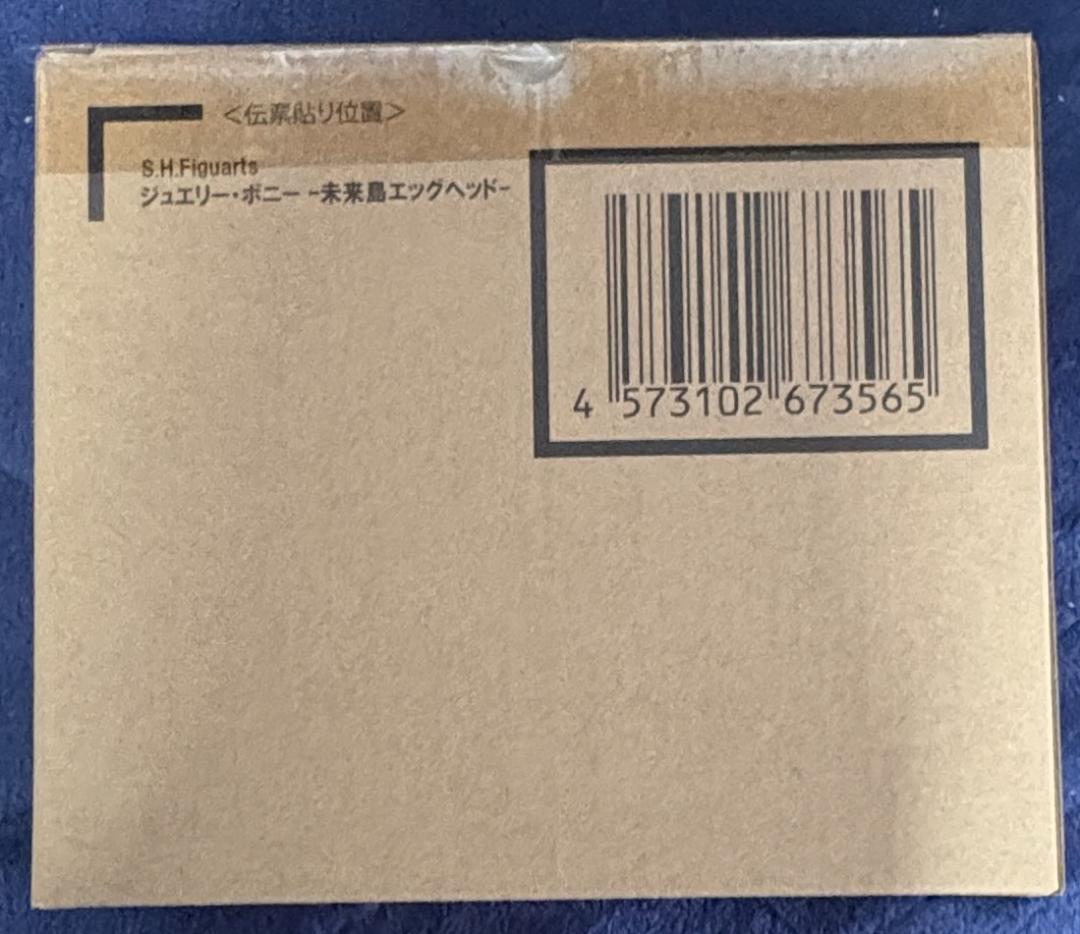 <伝票貼り位置>
S.H.Figuarts
ジュエリー・ボニー -未来島エッグヘッド-
4 573102 673565